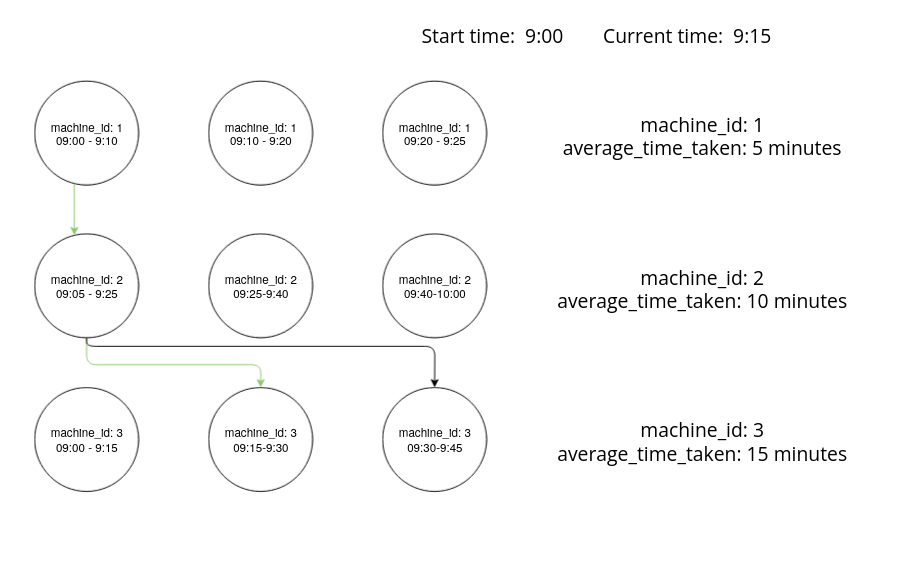 Start time: 9:00 Current time: 9:15
machine_id: 1
09:00 - 9:10
machine_id: 1
09:10 - 9:20
machine_id: 1
09:20 - 9:25
machine_id: 1
average_time_taken: 5 minutes
machine_id: 2
09:05 - 9:25
machine_id: 2
09:25-9:40
machine_id: 2
09:40-10:00
machine_id: 2
average_time_taken: 10 minutes
machine_id: 3
09:00 - 9:15
machine_id: 3
09:15-9:30
machine_id: 3
09:30-9:45
machine_id: 3
average_time_taken: 15 minutes